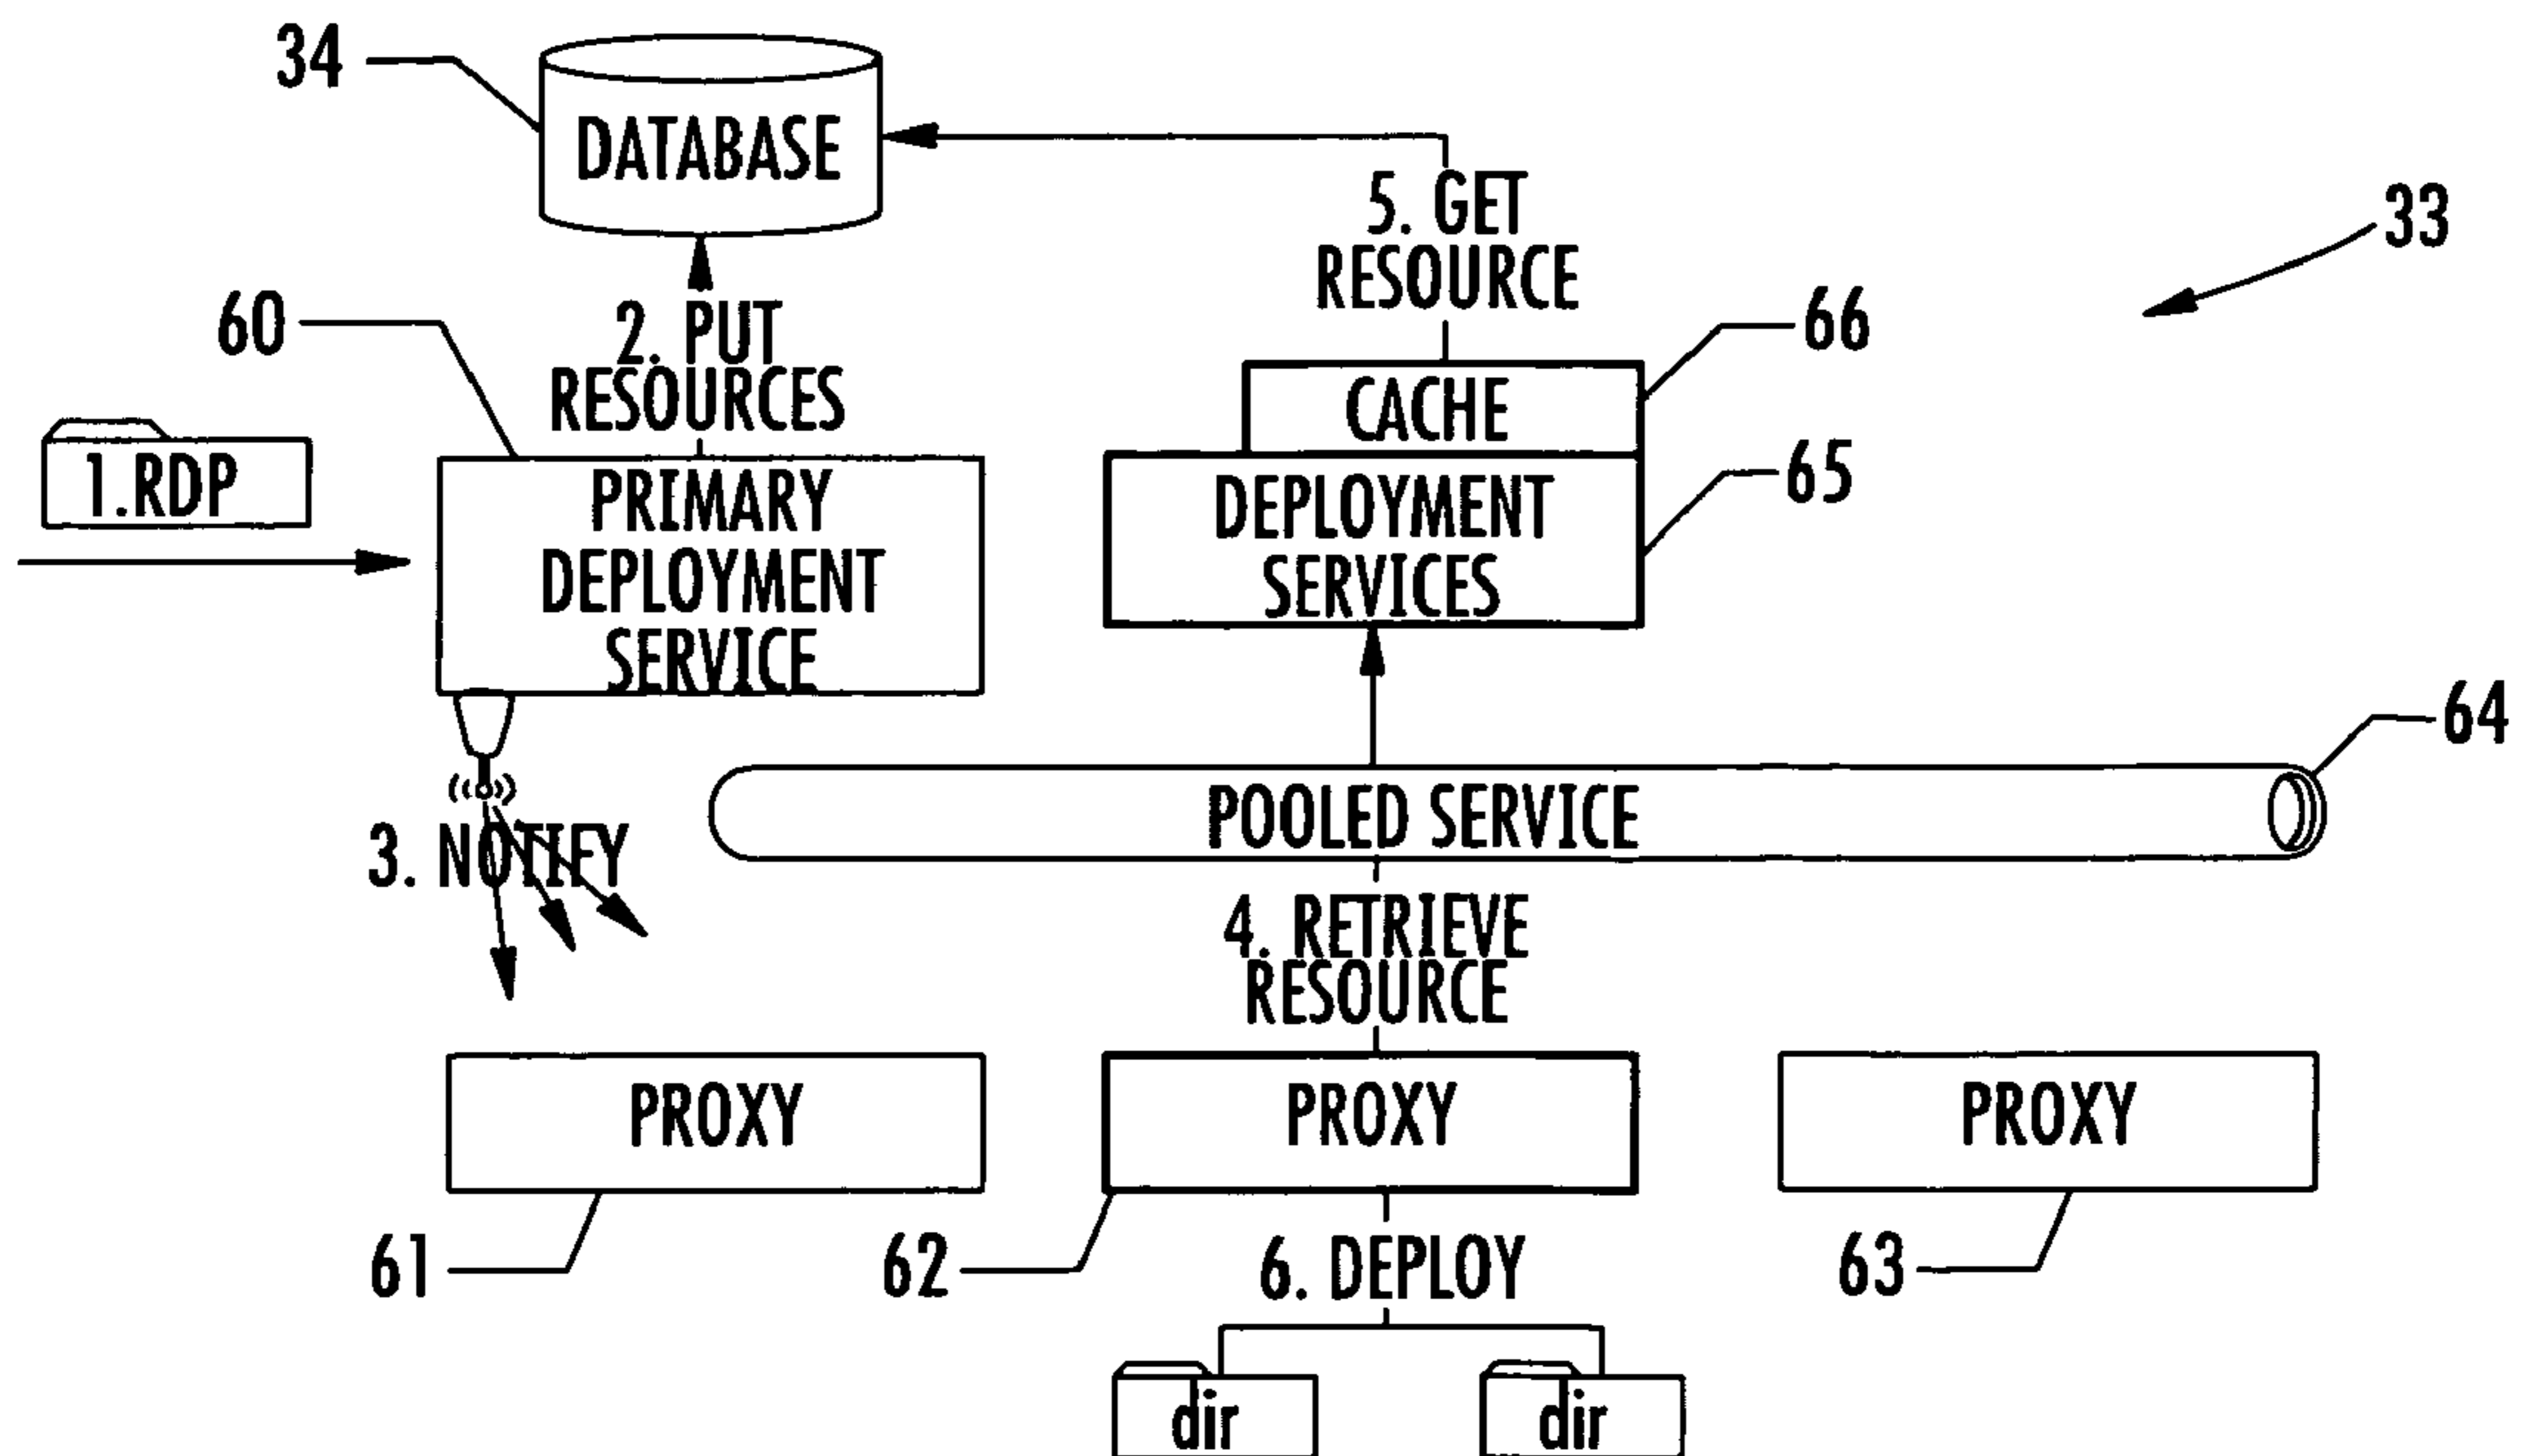 34
DATABASE
5. GET
RESOURCE
33
60
2. PUT
RESOURCES
66
CACHE
1.RDP
PRIMARY
DEPLOYMENT
SERVICE
65
DEPLOYMENT
SERVICES
64
POOLED SERVICE
3. NOTIFY
4. RETRIEVE
RESOURCE
PROXY
PROXY
PROXY
61
62
6. DEPLOY
63
dir
dir